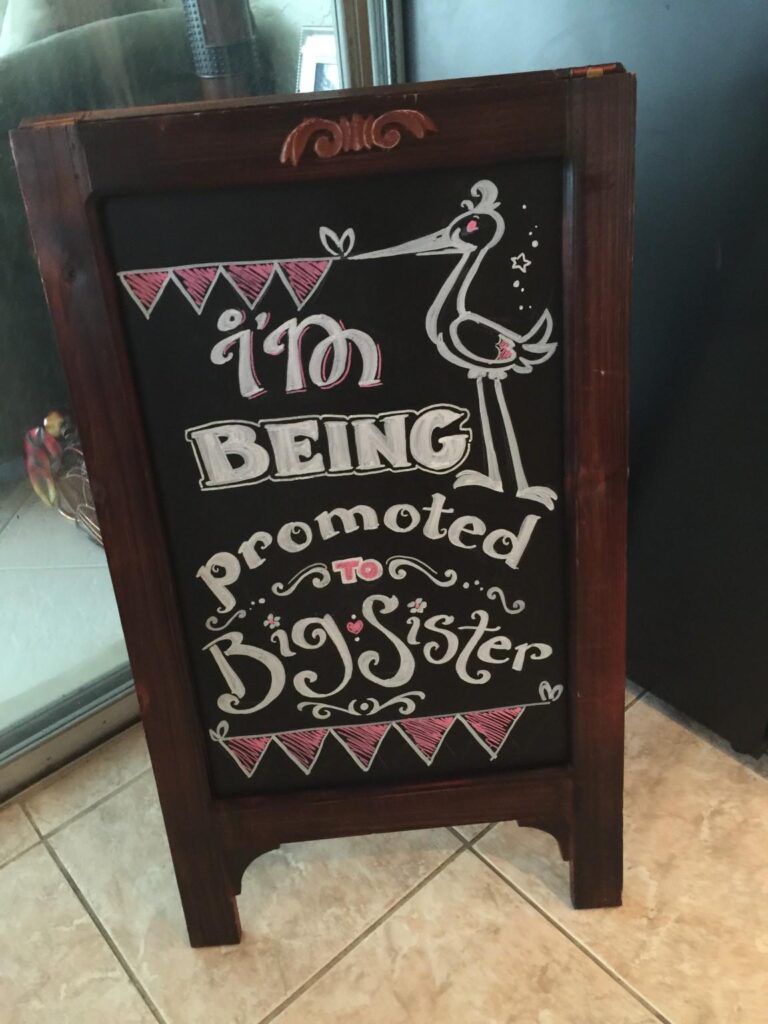 i'm
BEING
promoted
TO
Big Sister